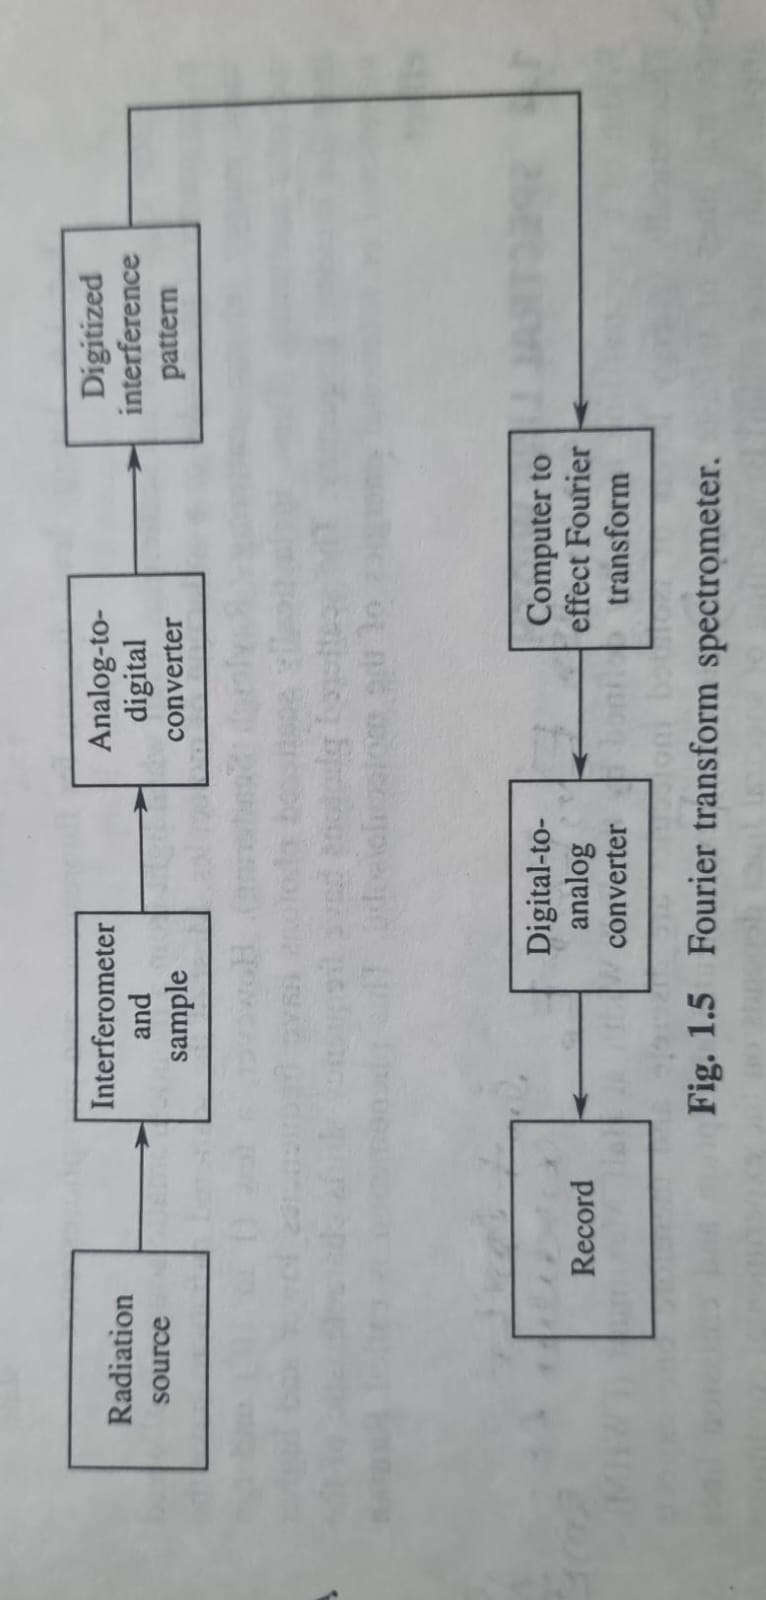 Radiation
source
Interferometer
and
sample
Analog-to-
digital
converter
Digitized
interference
pattern
Record
Digital-to-
analog
converter
Computer to
effect Fourier
transform
Fig. 1.5 Fourier transform spectrometer.